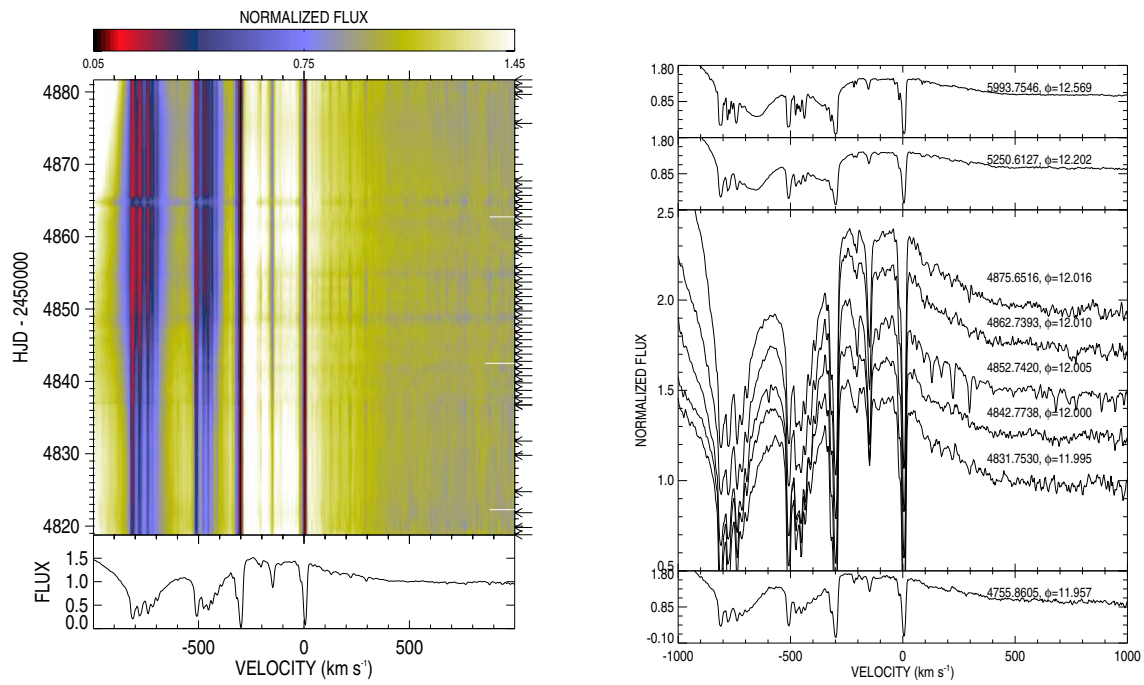 NORMALIZED FLUX
0.05 0.75 1.45
HJD - 2450000
4880
4870
4860
4850
4840
4830
4820
FLUX
1.5
1.0
0.5
0.0
-500 0 500
VELOCITY (km s-1)
1.80
0.85
5993.7546, ϕ=12.569
1.80
0.85
5250.6127, ϕ=12.202
NORMALIZED FLUX
2.5
2.0
1.5
1.0
0.5
4875.6516, ϕ=12.016
4862.7393, ϕ=12.010
4852.7420, ϕ=12.005
4842.7738, ϕ=12.000
4831.7530, ϕ=11.995
1.80
0.85
-0.10
4755.8605, ϕ=11.957
-1000 -500 0 500 1000
VELOCITY (km s-1)